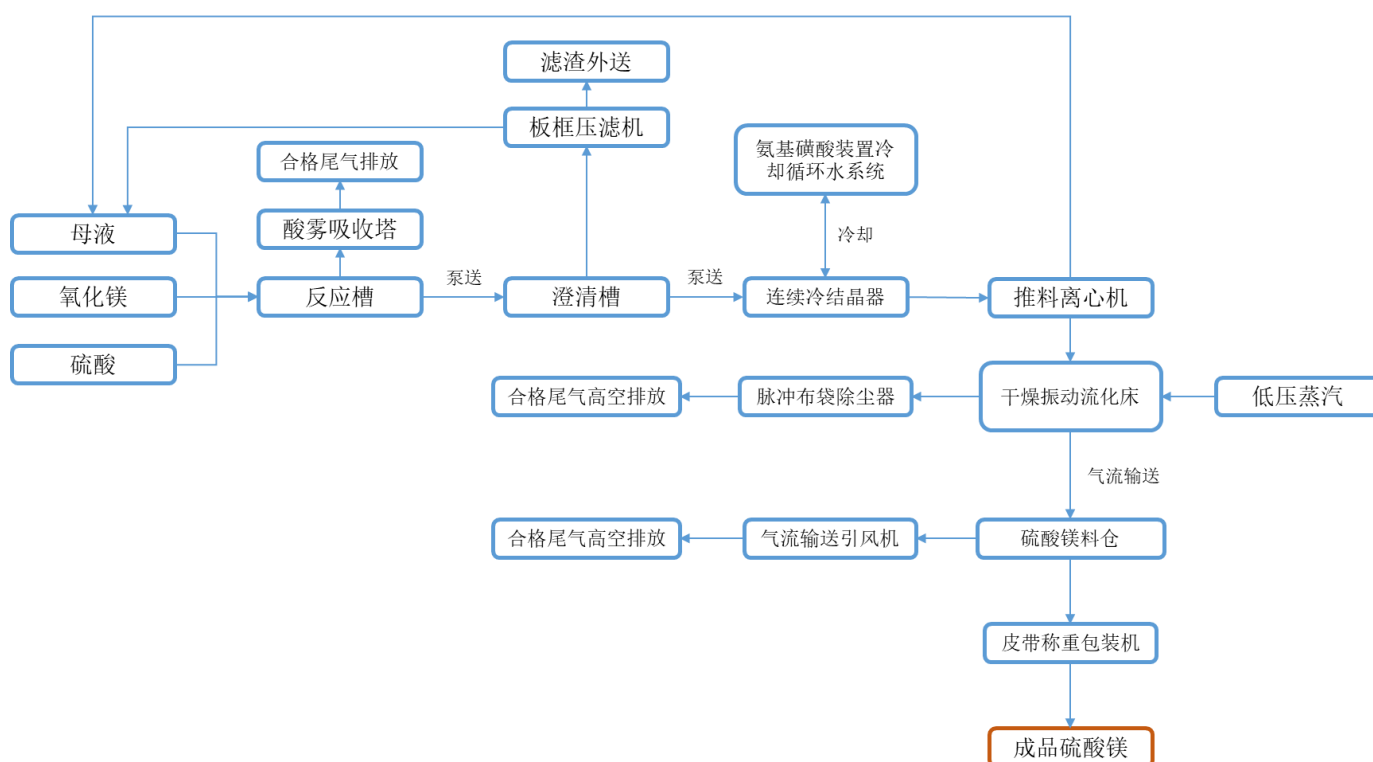 滤渣外送
板框压滤机
合格尾气排放
氨基磺酸装置冷
却循环水系统
母液
酸雾吸收塔
冷却
氧化镁
反应槽
泵送
澄清槽
泵送
连续冷结晶器
推料离心机
硫酸
合格尾气高空排放
脉冲布袋除尘器
干燥振动流化床
低压蒸汽
气流输送
合格尾气高空排放
气流输送引风机
硫酸镁料仓
皮带称重包装机
成品硫酸镁